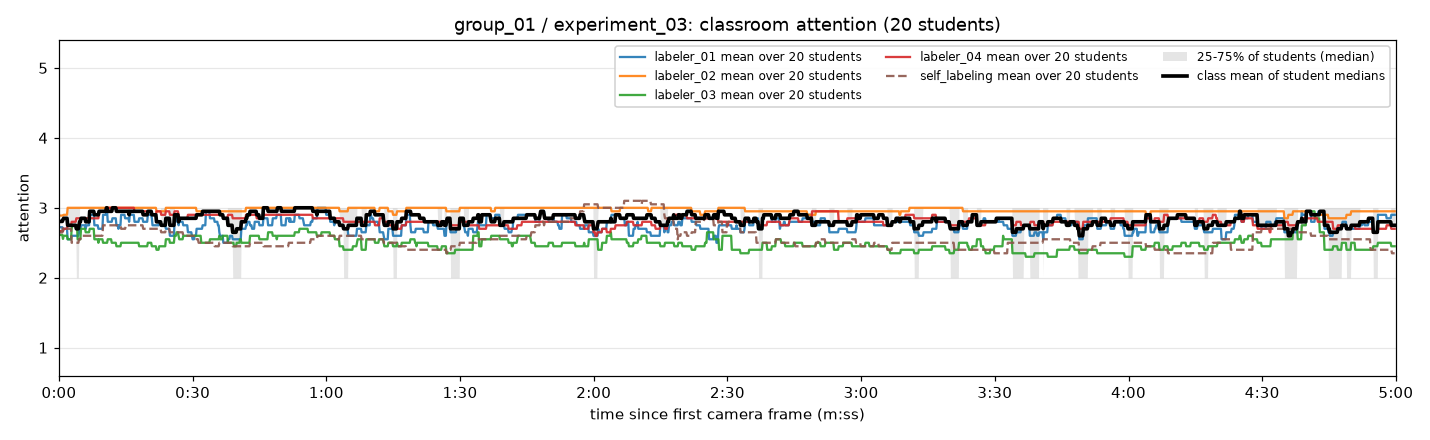 group_01 / experiment_03: classroom attention (20 students)
labeler_01 mean over 20 students
labeler_02 mean over 20 students
labeler_03 mean over 20 students
labeler_04 mean over 20 students
self_labeling mean over 20 students
25-75% of students (median)
class mean of student medians
attention
5
4
3
2
1
0:00 0:30 1:00 1:30 2:00 2:30 3:00 3:30 4:00 4:30 5:00
time since first camera frame (m:ss)